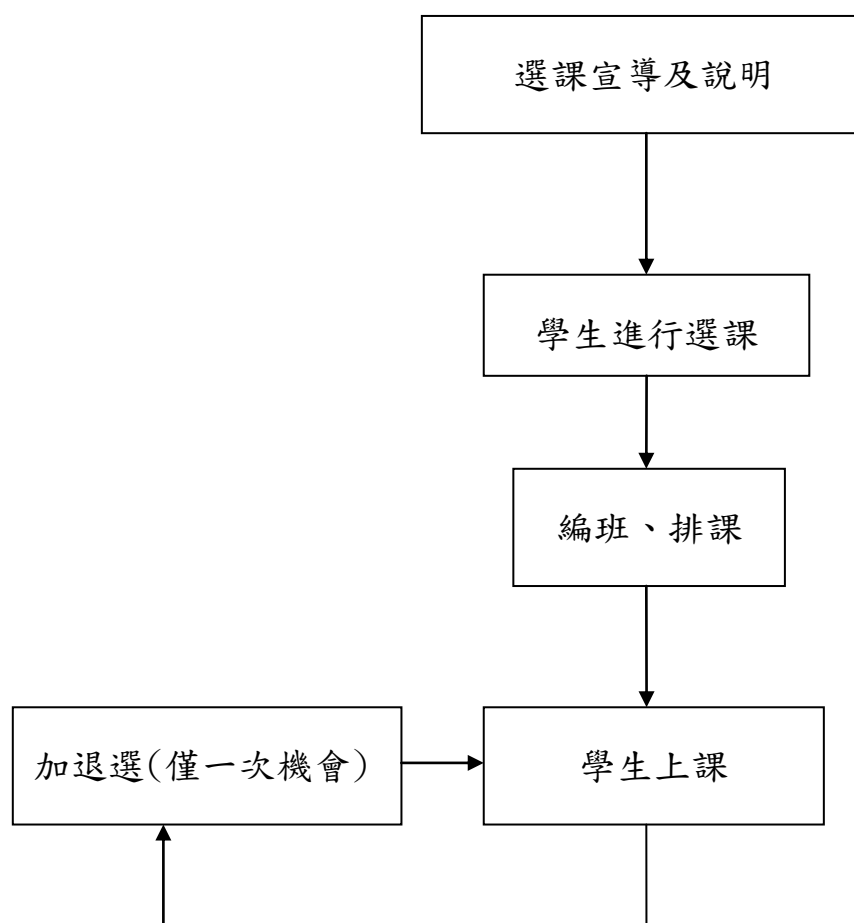 選課宣導及說明
學生進行選課
編班、排課
加退選(僅一次機會)
學生上課